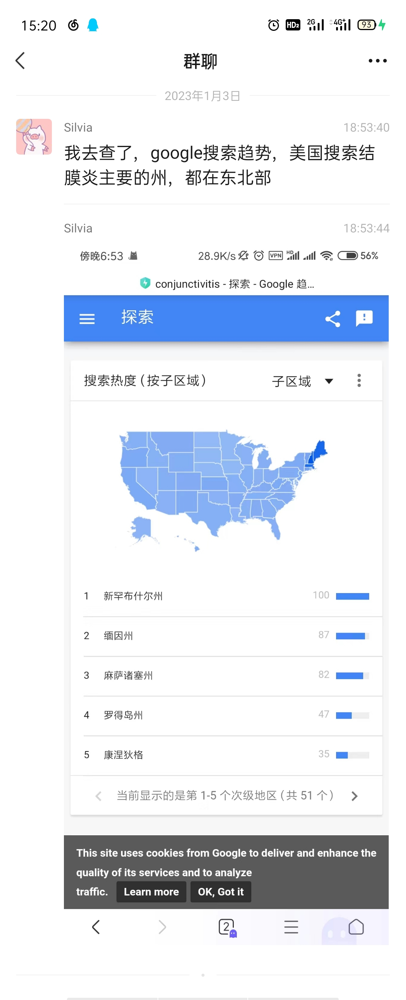 15:20
HD2 2G 4G+ 93
群聊
2023年1月3日
Silvia 18:53:40
我去查了，google搜索趋势，美国搜索结
膜炎主要的州，都在东北部
Silvia 18:53:44
傍晚6:53 28.9K/s VPN HD 56%
conjunctivitis - 探索 - Google 趋...
探索
搜索热度（按子区域） 子区域
1 新罕布什尔州 100
2 缅因州 87
3 麻萨诸塞州 82
4 罗得岛州 47
5 康涅狄格 35
当前显示的是第 1-5 个次级地区（共 51 个）
This site uses cookies from Google to deliver and enhance the
quality of its services and to analyze
traffic. Learn more OK, Got it
2